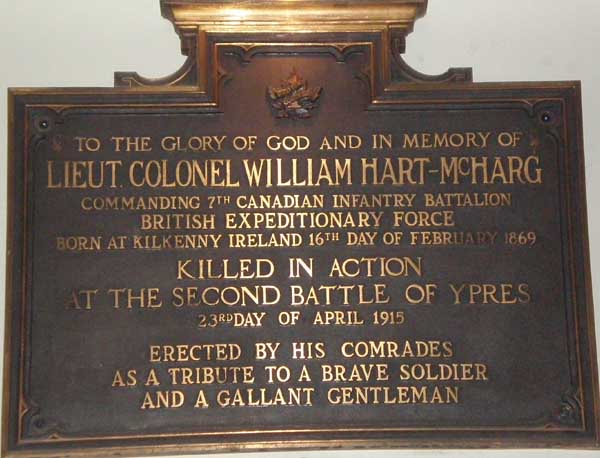 TO THE GLORY OF GOD AND IN MEMORY OF
LIEUT. COLONEL WILLIAM HART-McHARG
COMMANDING 7TH CANADIAN INFANTRY BATTALION
BRITISH EXPEDITIONARY FORCE
BORN AT KILKENNY IRELAND 16TH DAY OF FEBRUARY 1869
KILLED IN ACTION
AT THE SECOND BATTLE OF YPRES
23RD DAY OF APRIL 1915
ERECTED BY HIS COMRADES
AS A TRIBUTE TO A BRAVE SOLDIER
AND A GALLANT GENTLEMAN